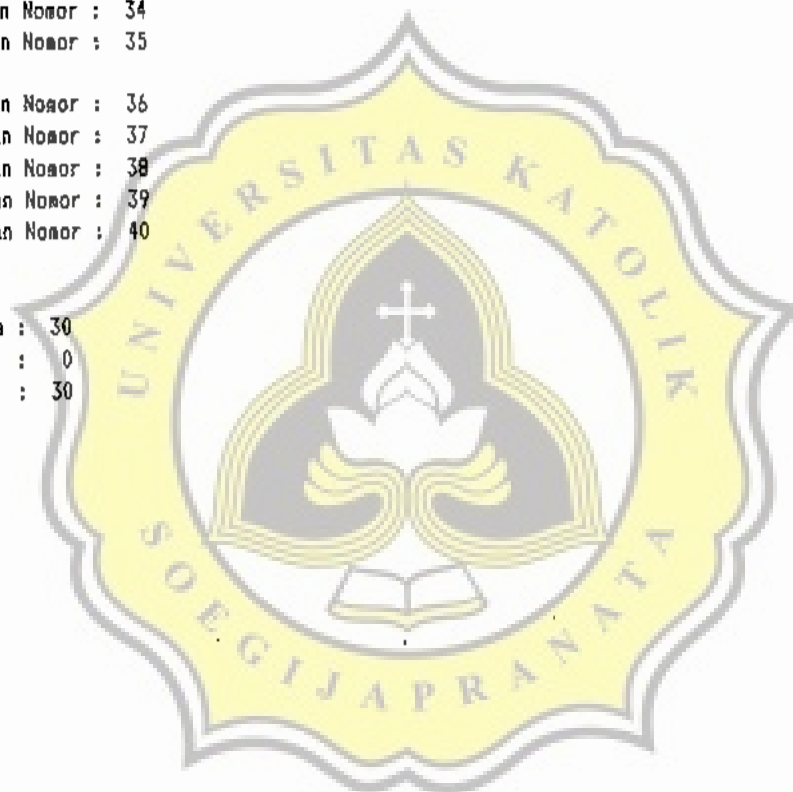 n Nomor : 34
n Nomor : 35
n Nomor : 36
n Nomor : 37
n Nomor : 38
n Nomor : 39
an Nomor : 40
a : 30
: 0
: 30
UNIVERSITAS KATOLIK
SOEGIJAPRANATA